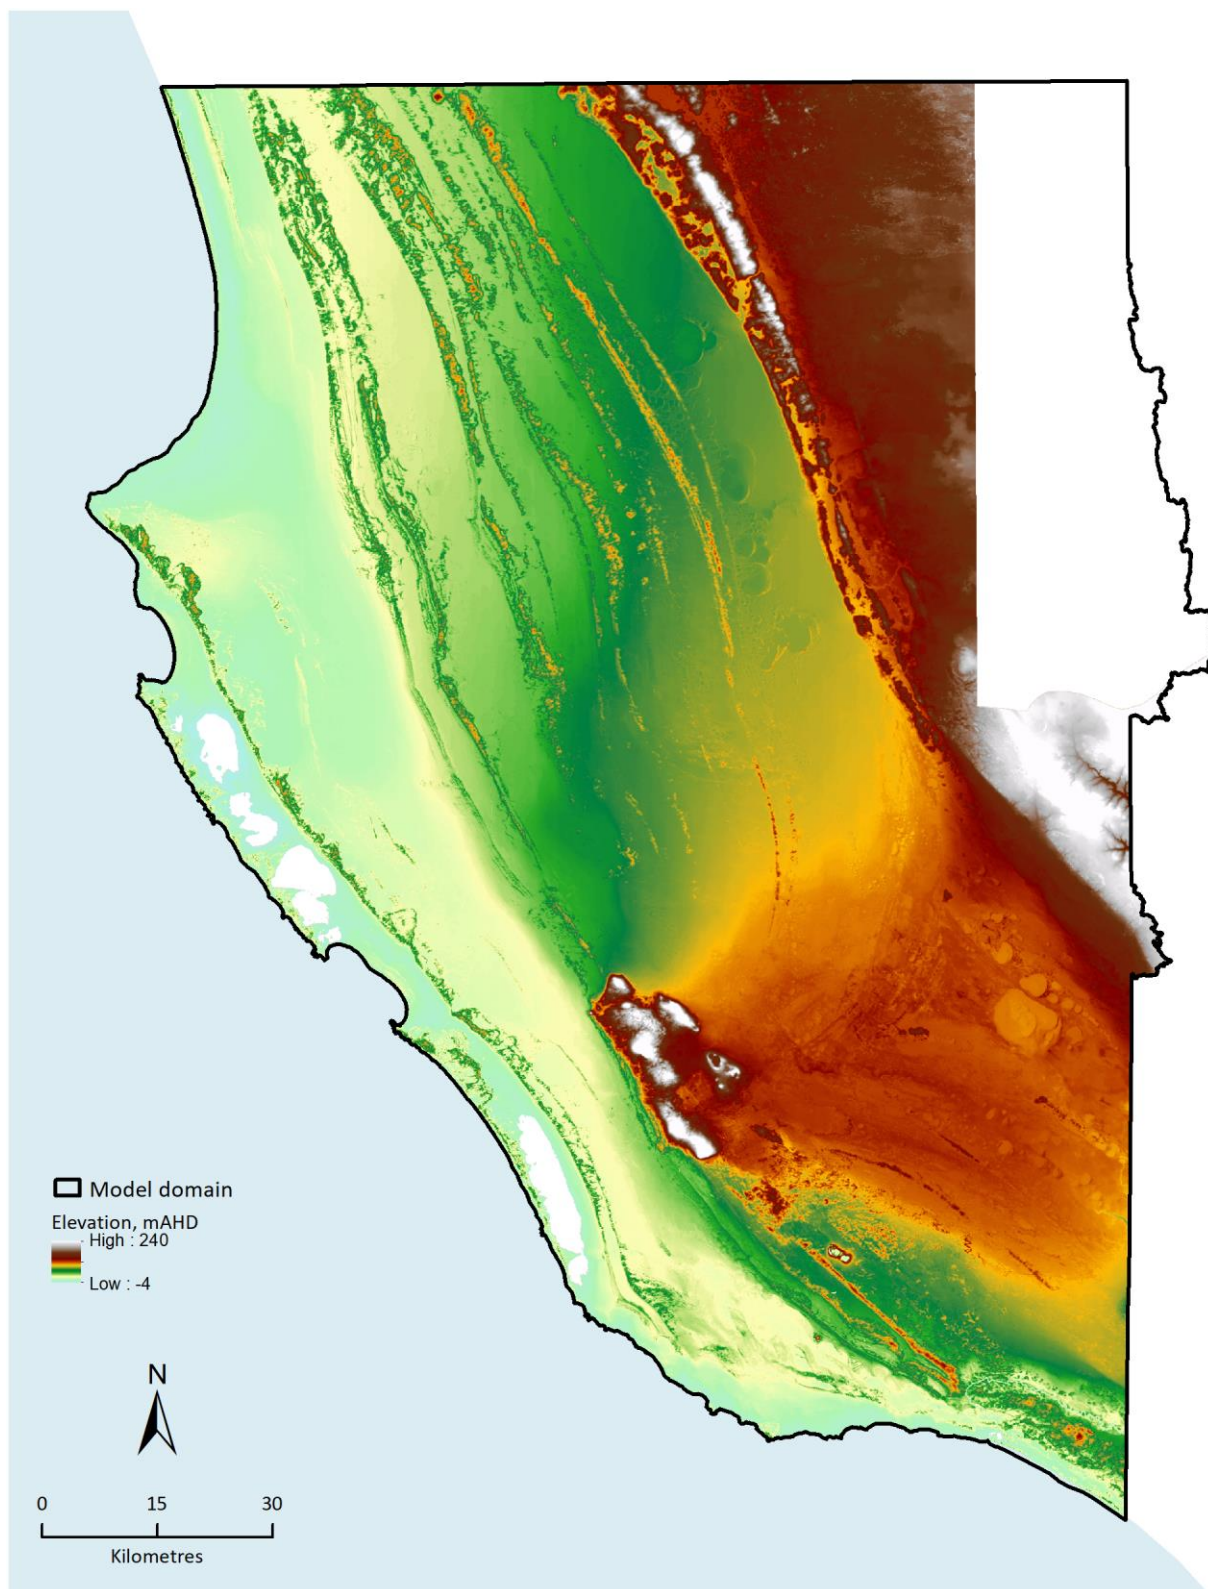 Model domain
Elevation, mAHD
High : 240
Low : -4
N
0 15 30
Kilometres